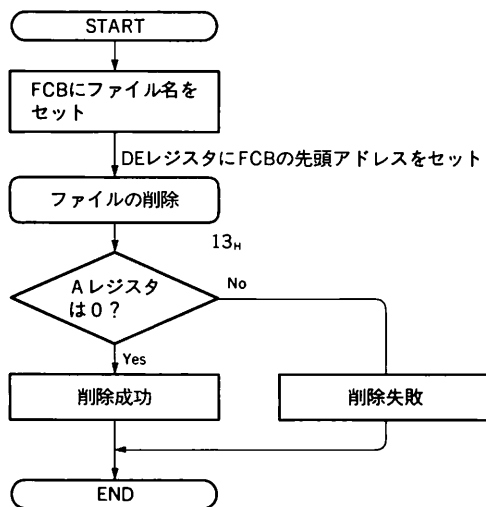 START
FCBにファイル名を
セット
DEレジスタにFCBの先頭アドレスをセット
ファイルの削除
13H
Aレジスタ
は0?
No
Yes
削除成功
削除失敗
END